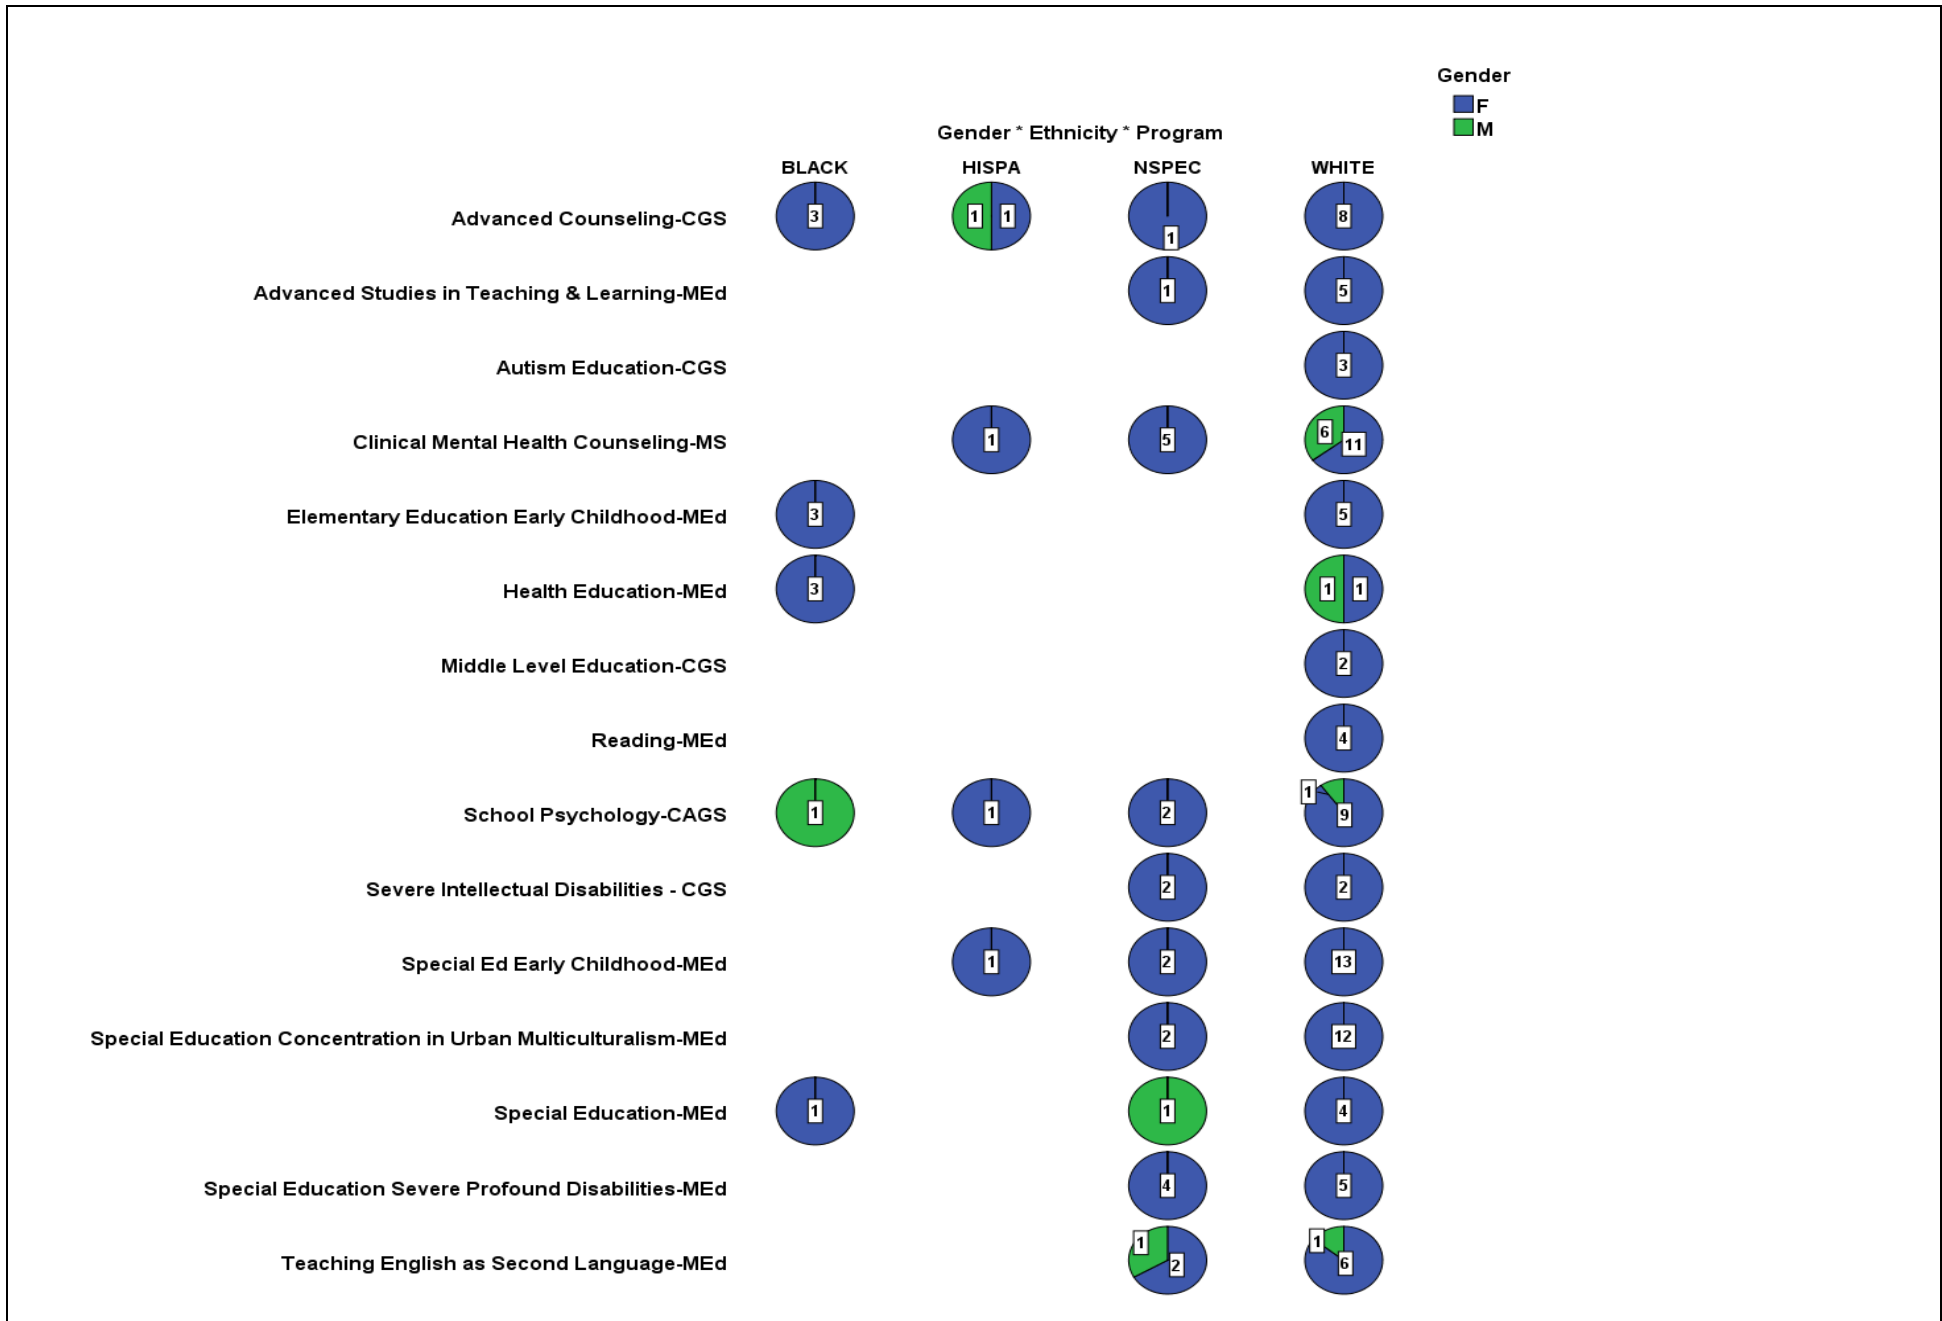 Gender
F
M
Gender * Ethnicity * Program
BLACK HISPA NSPEC WHITE
Advanced Counseling-CGS 3 1 1 1 8
Advanced Studies in Teaching & Learning-MEd 1 5
Autism Education-CGS 3
Clinical Mental Health Counseling-MS 1 5 6 11
Elementary Education Early Childhood-MEd 3 5
Health Education-MEd 3 1 1
Middle Level Education-CGS 2
Reading-MEd 4
School Psychology-CAGS 1 1 2 1 9
Severe Intellectual Disabilities - CGS 2 2
Special Ed Early Childhood-MEd 1 2 13
Special Education Concentration in Urban Multiculturalism-MEd 2 12
Special Education-MEd 1 1 4
Special Education Severe Profound Disabilities-MEd 4 5
Teaching English as Second Language-MEd 1 2 1 6